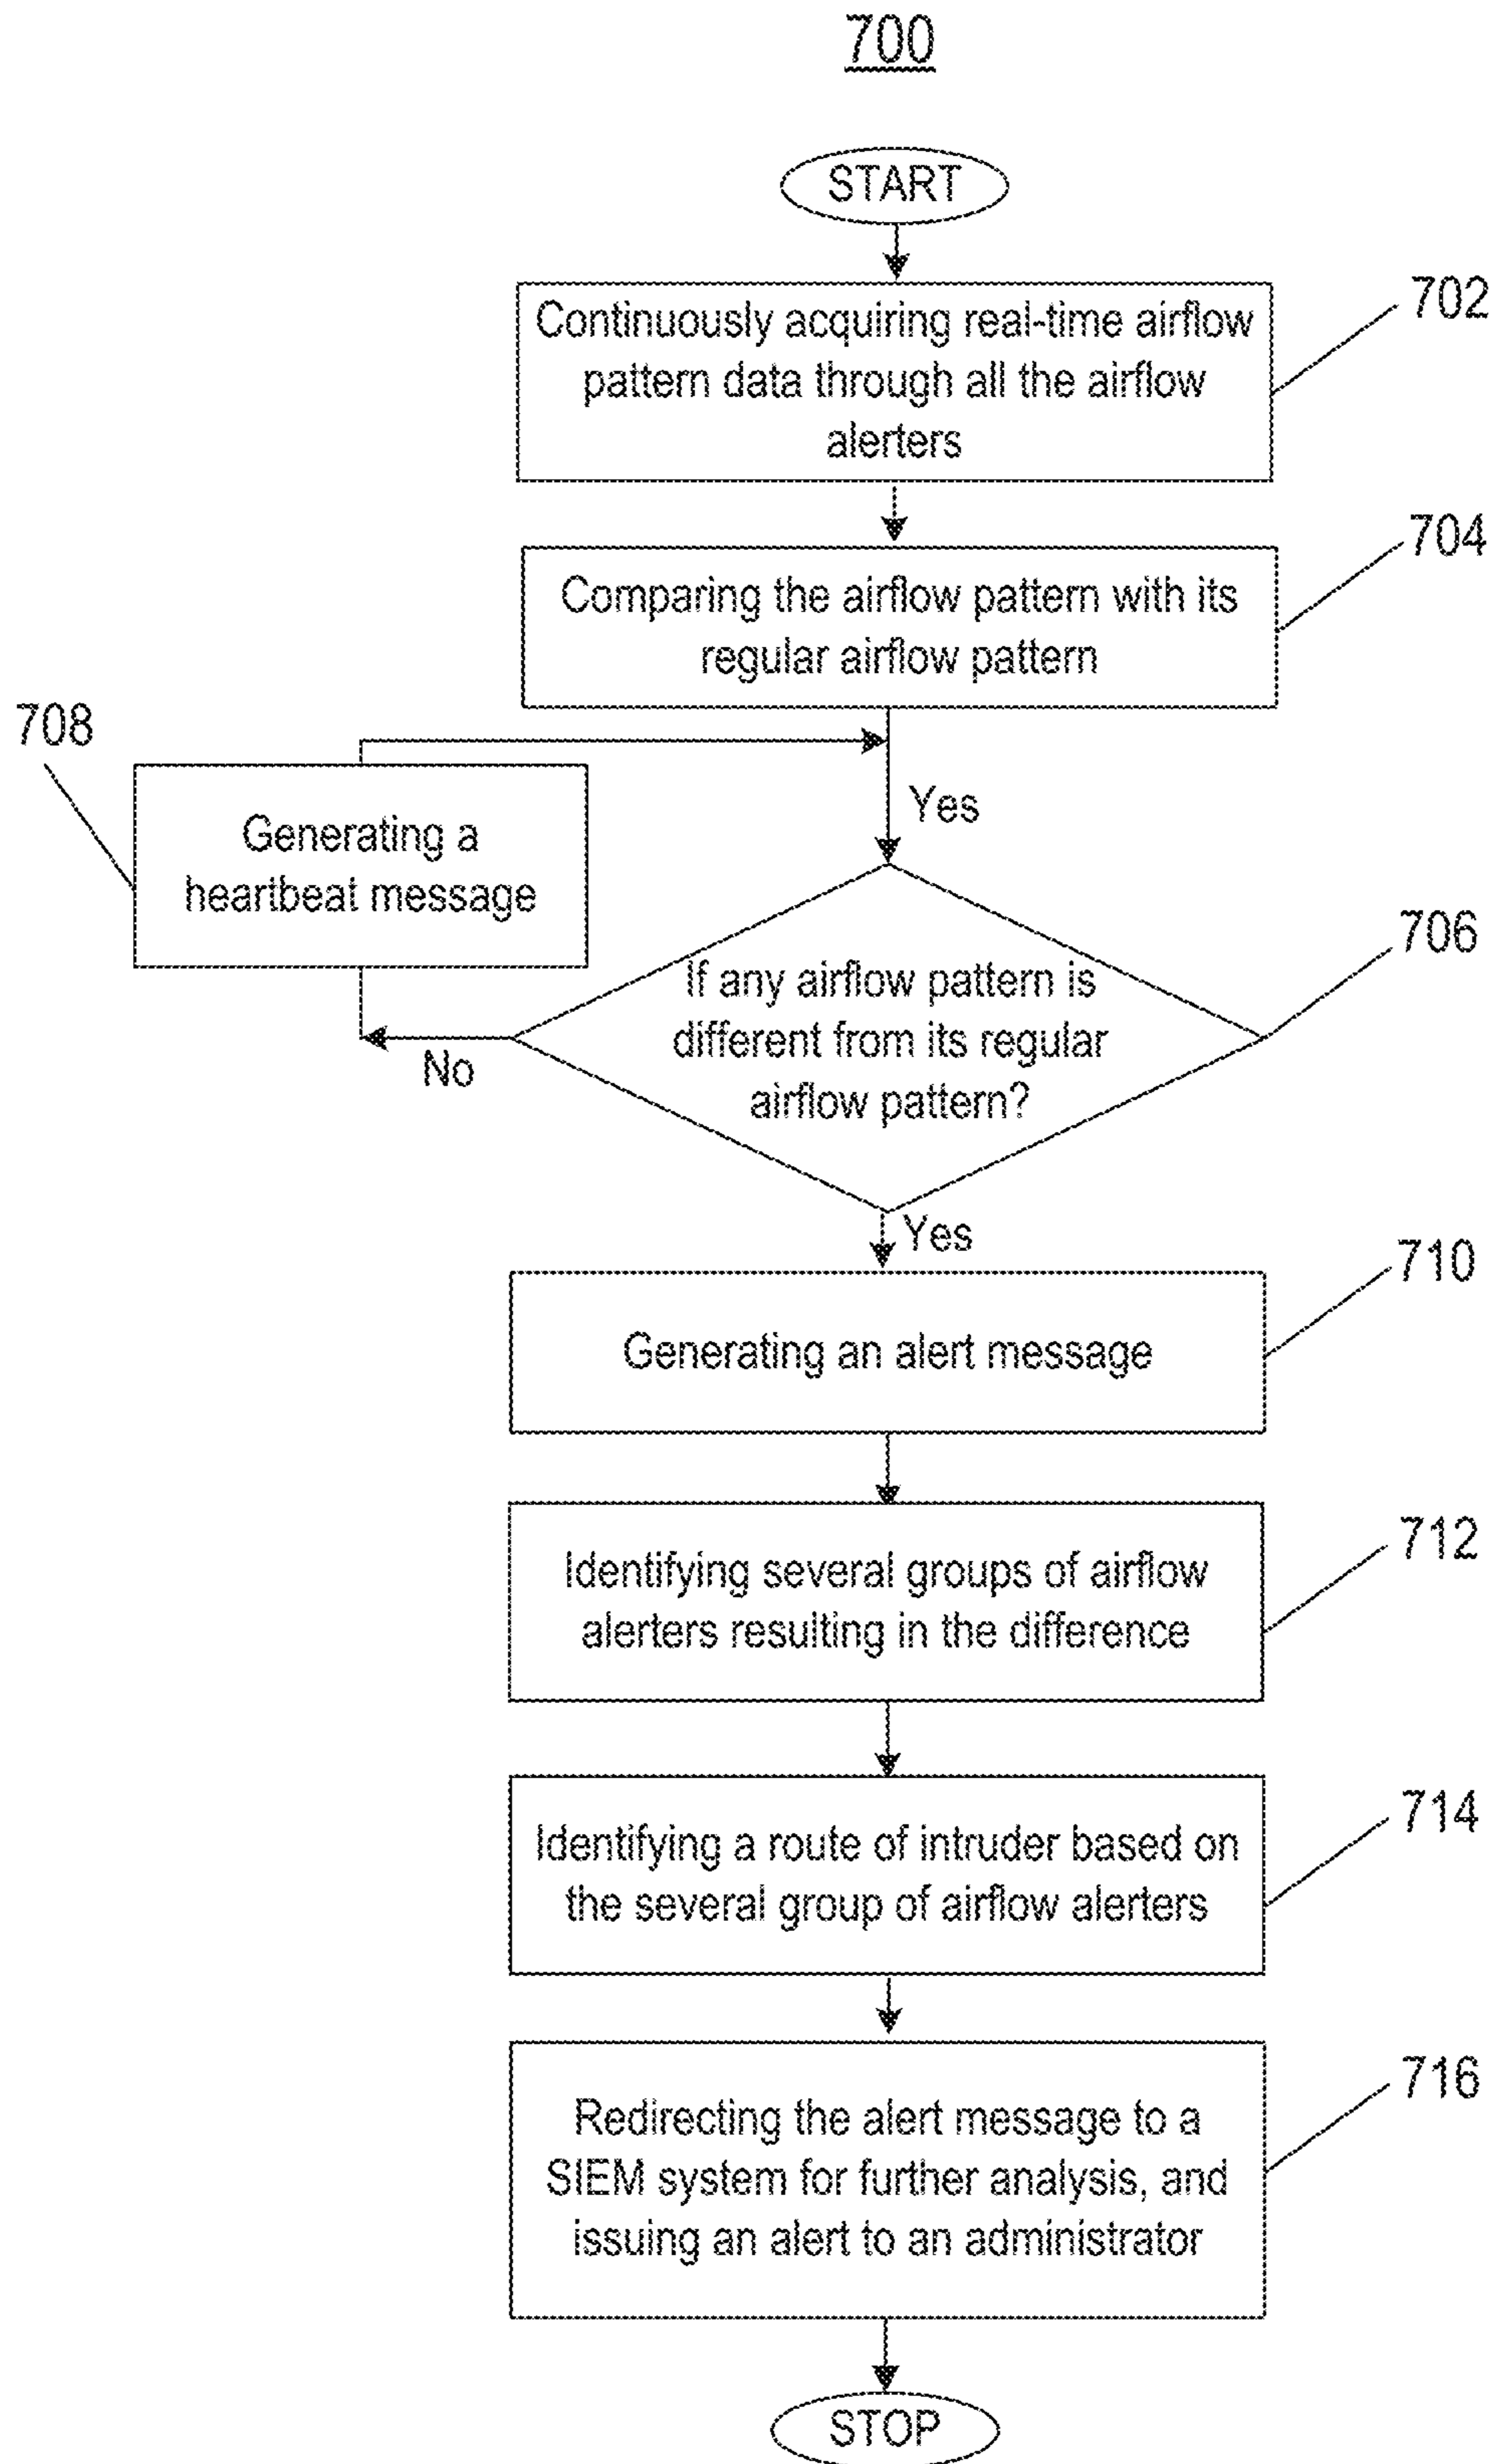 700
START
Continuously acquiring real-time airflow
pattern data through all the airflow
alerters
702
Comparing the airflow pattern with its
regular airflow pattern
704
708
Generating a
heartbeat message
Yes
If any airflow pattern is
different from its regular
airflow pattern?
706
No
Yes
Generating an alert message
710
Identifying several groups of airflow
alerters resulting in the difference
712
Identifying a route of intruder based on
the several group of airflow alerters
714
Redirecting the alert message to a
SIEM system for further analysis, and
issuing an alert to an administrator
716
STOP